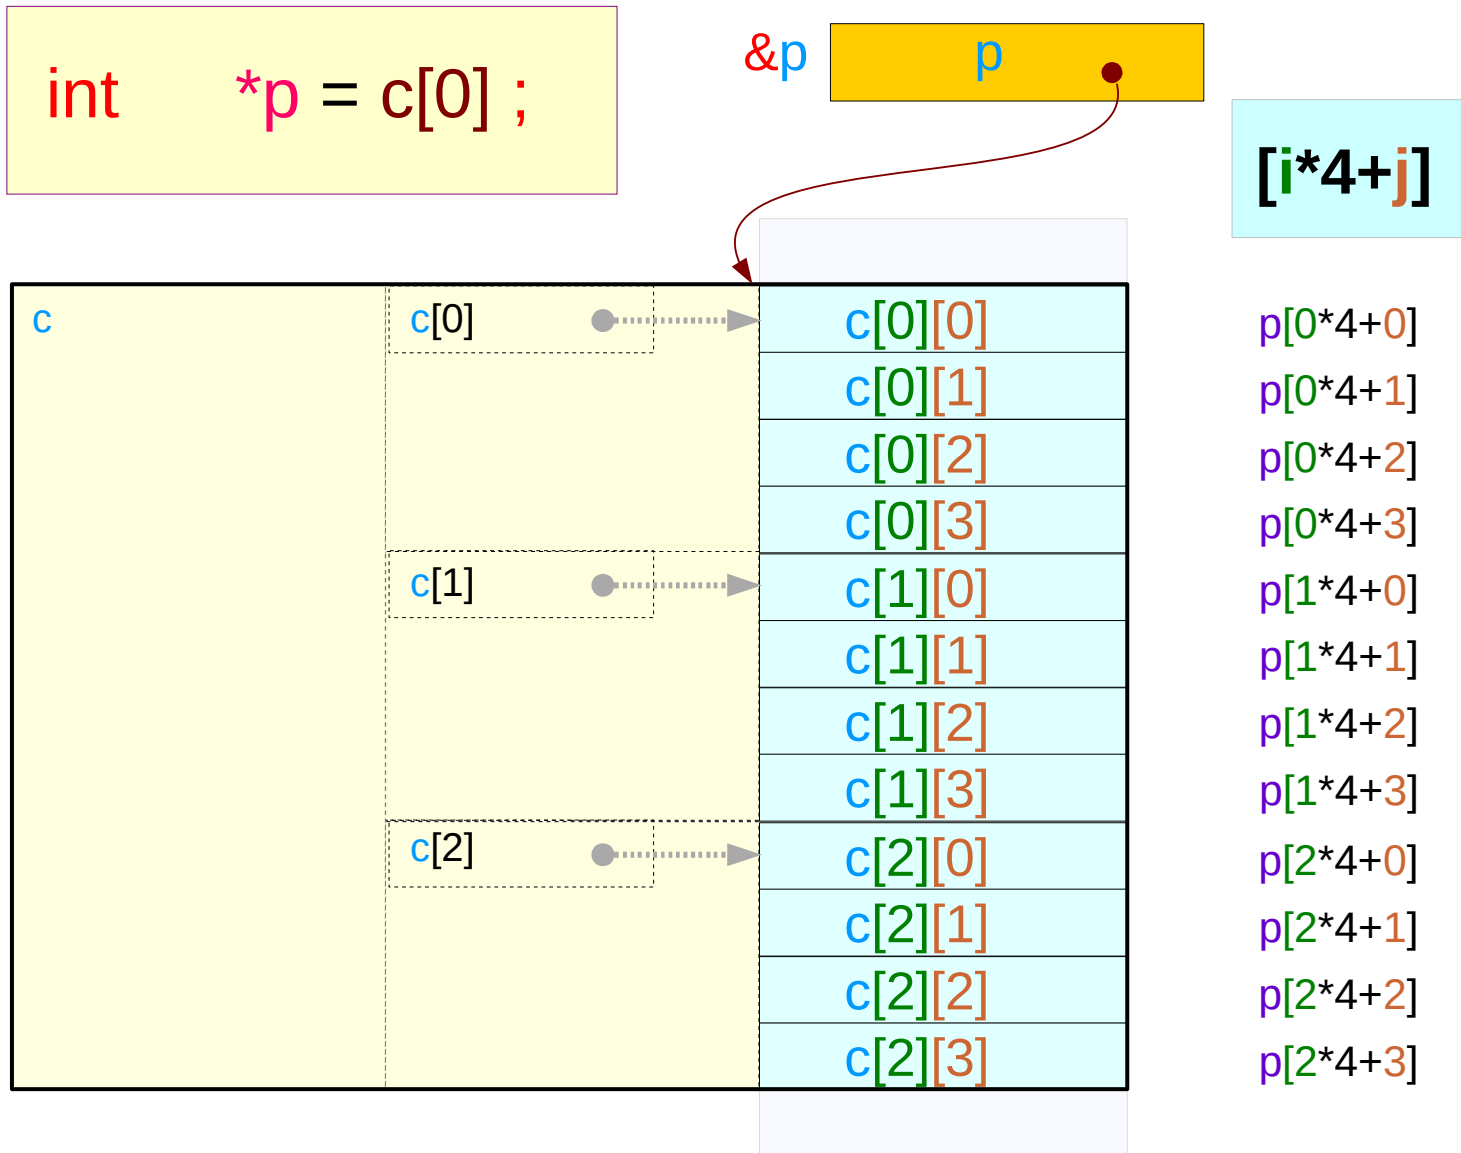 int *p = c[0] ;
&p p
[i*4+j]
c c[0] c[0][0] p[0*4+0]
c[0][1] p[0*4+1]
c[0][2] p[0*4+2]
c[0][3] p[0*4+3]
c[1] c[1][0] p[1*4+0]
c[1][1] p[1*4+1]
c[1][2] p[1*4+2]
c[1][3] p[1*4+3]
c[2] c[2][0] p[2*4+0]
c[2][1] p[2*4+1]
c[2][2] p[2*4+2]
c[2][3] p[2*4+3]